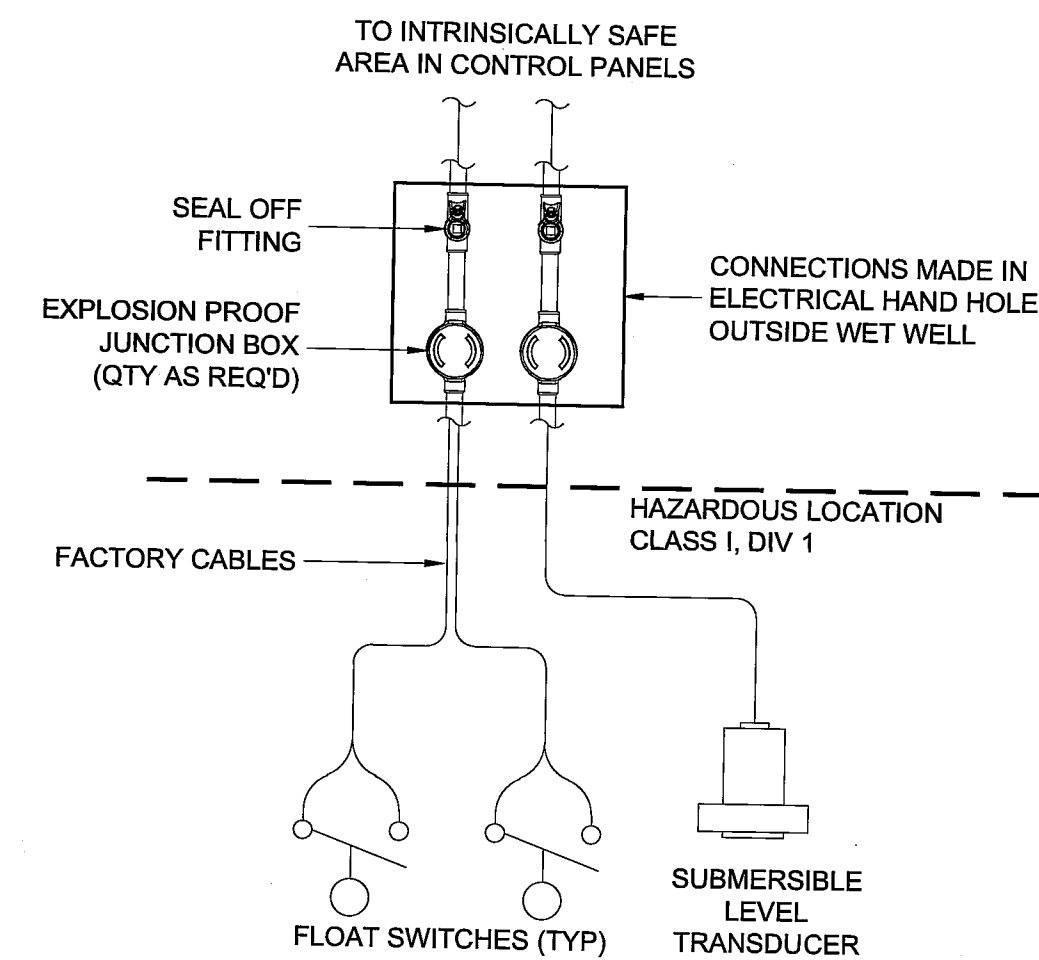 TO INTRINSICALLY SAFE
AREA IN CONTROL PANELS
SEAL OFF
FITTING
EXPLOSION PROOF
JUNCTION BOX
(QTY AS REQ'D)
CONNECTIONS MADE IN
ELECTRICAL HAND HOLE
OUTSIDE WET WELL
HAZARDOUS LOCATION
CLASS I, DIV 1
FACTORY CABLES
FLOAT SWITCHES (TYP)
SUBMERSIBLE
LEVEL
TRANSDUCER